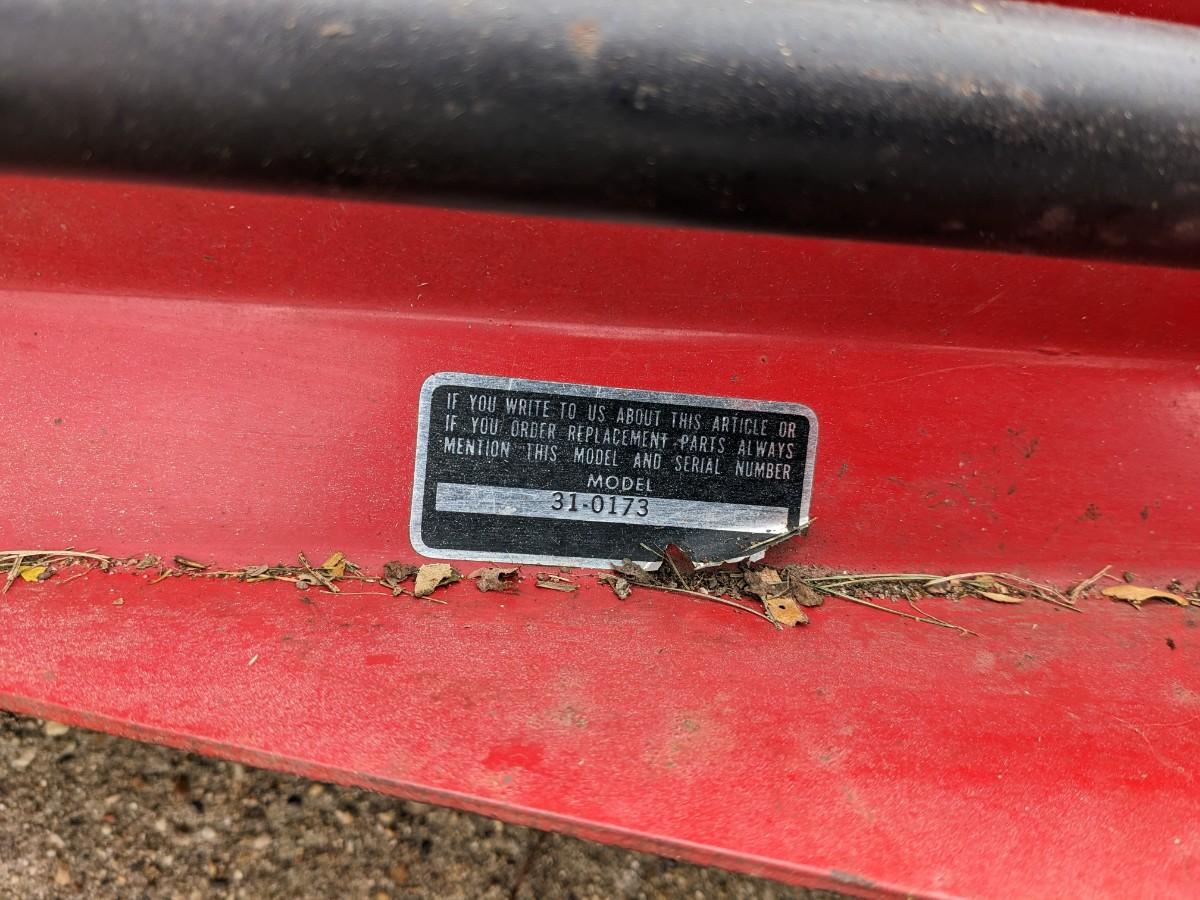 IF YOU WRITE TO US ABOUT THIS ARTICLE OR
IF YOU ORDER REPLACEMENT PARTS ALWAYS
MENTION THIS MODEL AND SERIAL NUMBER
MODEL
31-0173